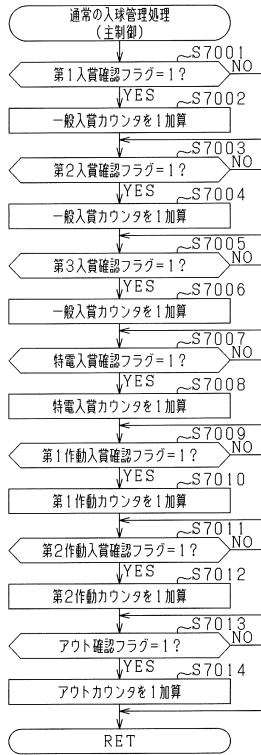 通常の入球管理処理
(主制御)
S7001
第1入賞確認フラグ=1?
NO
YES
S7002
一般入賞カウンタを1加算
S7003
第2入賞確認フラグ=1?
NO
YES
S7004
一般入賞カウンタを1加算
S7005
第3入賞確認フラグ=1?
NO
YES
S7006
一般入賞カウンタを1加算
S7007
特電入賞確認フラグ=1?
NO
YES
S7008
特電入賞カウンタを1加算
S7009
第1作動入賞確認フラグ=1?
NO
YES
S7010
第1作動カウンタを1加算
S7011
第2作動入賞確認フラグ=1?
NO
YES
S7012
第2作動カウンタを1加算
S7013
アウト確認フラグ=1?
NO
YES
S7014
アウトカウンタを1加算
RET